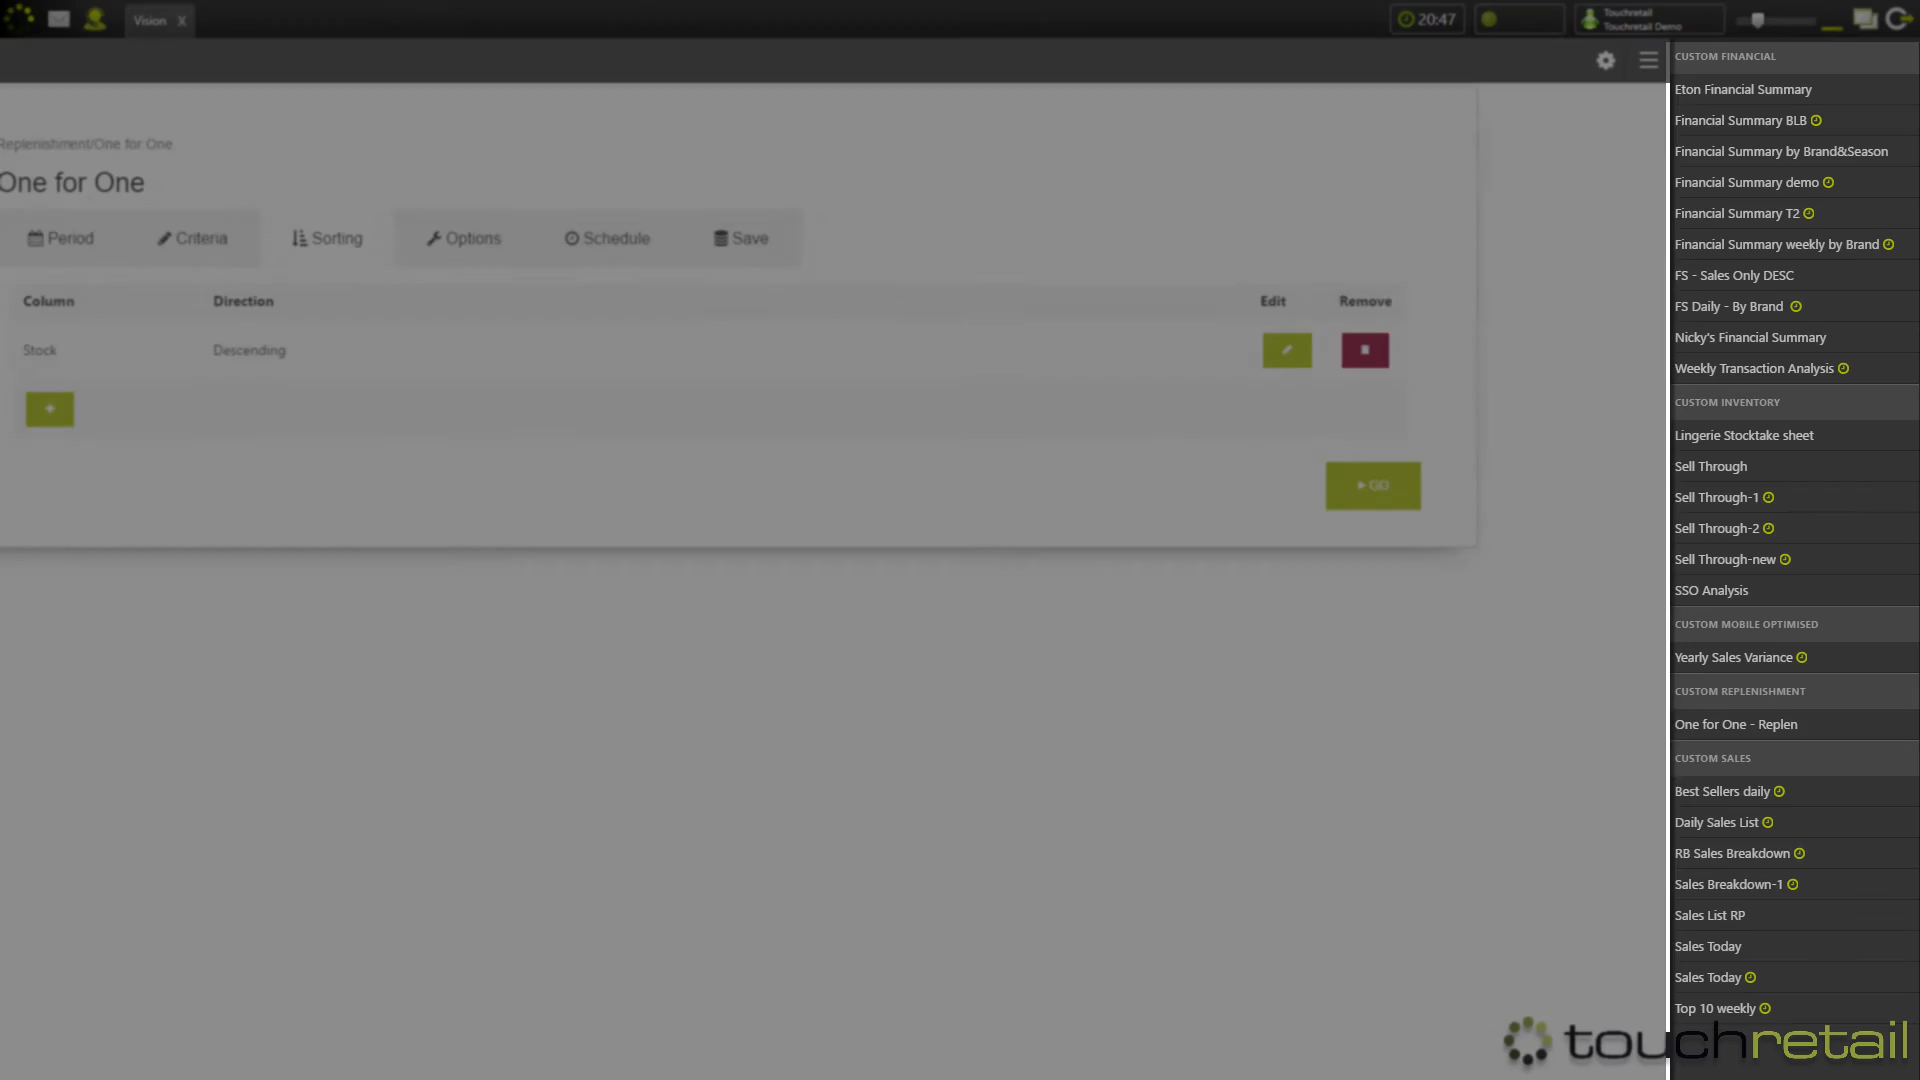 Vision X
20:47
Touchretail
Touchretail Demo
Replenishment/One for One
One for One
Period
Criteria
Sorting
Options
Schedule
Save
Column Direction Edit Remove
Stock Descending
GO
CUSTOM FINANCIAL
Eton Financial Summary
Financial Summary BLB
Financial Summary by Brand&Season
Financial Summary demo
Financial Summary T2
Financial Summary weekly by Brand
FS - Sales Only DESC
FS Daily - By Brand
Nicky's Financial Summary
Weekly Transaction Analysis
CUSTOM INVENTORY
Lingerie Stocktake sheet
Sell Through
Sell Through-1
Sell Through-2
Sell Through-new
SSO Analysis
CUSTOM MOBILE OPTIMISED
Yearly Sales Variance
CUSTOM REPLENISHMENT
One for One - Replen
CUSTOM SALES
Best Sellers daily
Daily Sales List
RB Sales Breakdown
Sales Breakdown-1
Sales List RP
Sales Today
Sales Today
Top 10 weekly
touchretail